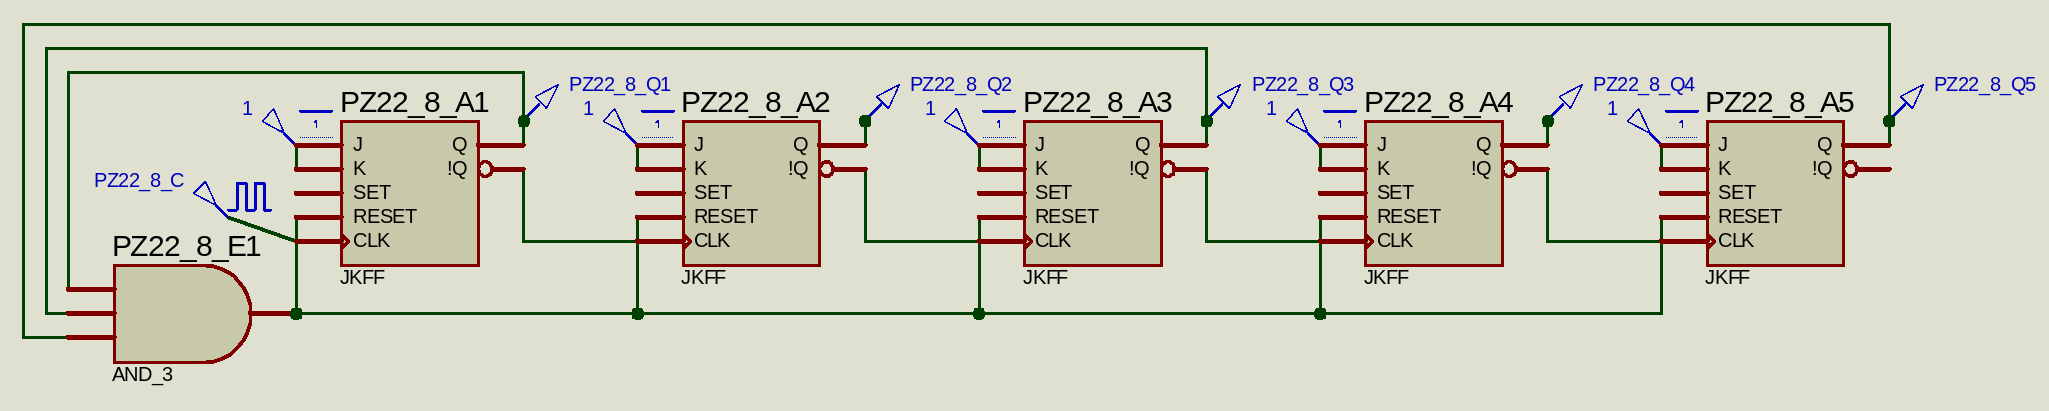 PZ22_8_Q1
PZ22_8_Q2
PZ22_8_Q3
PZ22_8_Q4
PZ22_8_Q5
1
1
1
1
1
PZ22_8_A1
PZ22_8_A2
PZ22_8_A3
PZ22_8_A4
PZ22_8_A5
1
1
1
1
1
J Q
J Q
J Q
J Q
J Q
K !Q
K !Q
K !Q
K !Q
K !Q
PZ22_8_C
SET
SET
SET
SET
SET
RESET
RESET
RESET
RESET
RESET
CLK
CLK
CLK
CLK
CLK
PZ22_8_E1
JKFF
JKFF
JKFF
JKFF
JKFF
AND_3